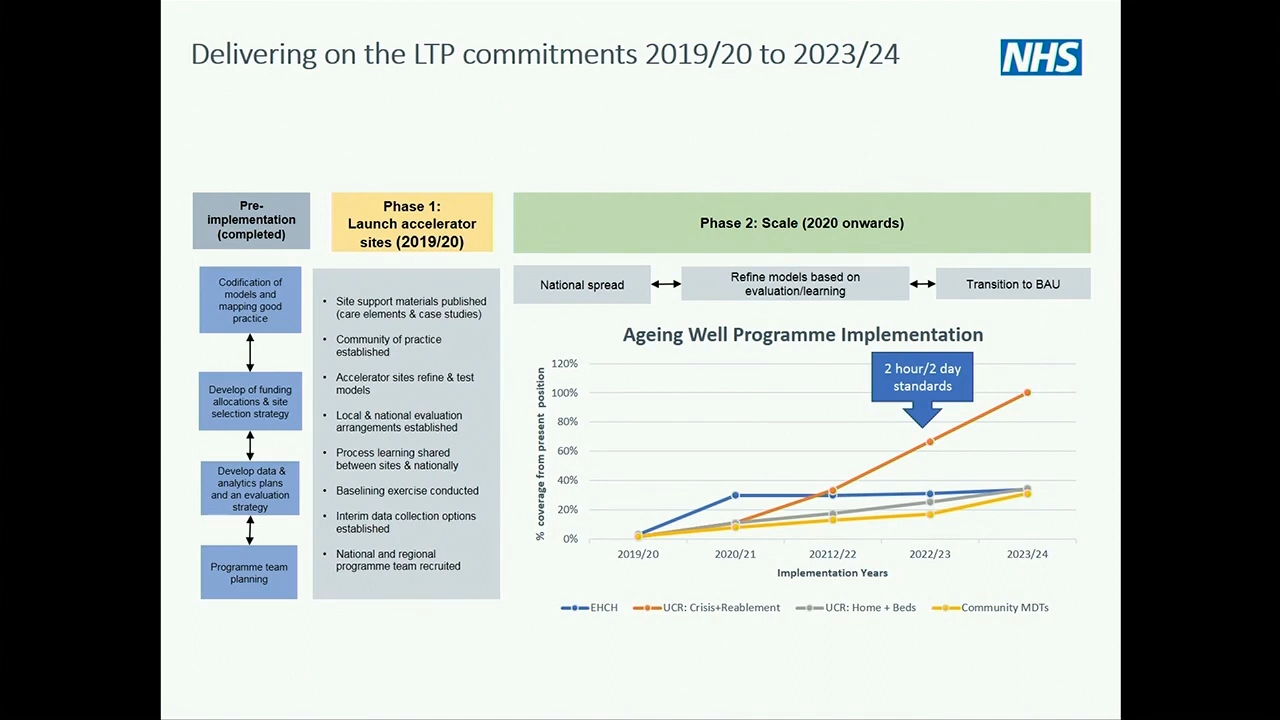 Delivering on the LTP commitments 2019/20 to 2023/24
NHS
Pre-
implementation
(completed)
Phase 1:
Launch accelerator
sites (2019/20)
Phase 2: Scale (2020 onwards)
Codification of
models and
mapping good
practice
Develop of funding
allocations & site
selection strategy
Develop data &
analytics plans
and an evaluation
strategy
Programme team
planning
• Site support materials published
(care elements & case studies)
• Community of practice
established
• Accelerator sites refine & test
models
• Local & national evaluation
arrangements established
• Process learning shared
between sites & nationally
• Baselining exercise conducted
• Interim data collection options
established
• National and regional
programme team recruited
National spread
Refine models based on
evaluation/learning
Transition to BAU
Ageing Well Programme Implementation
2 hour/2 day
standards
% coverage from present position
120%
100%
80%
60%
40%
20%
0%
2019/20
2020/21
20212/22
2022/23
2023/24
Implementation Years
EHCH
UCR: Crisis+Reablement
UCR: Home + Beds
Community MDTs